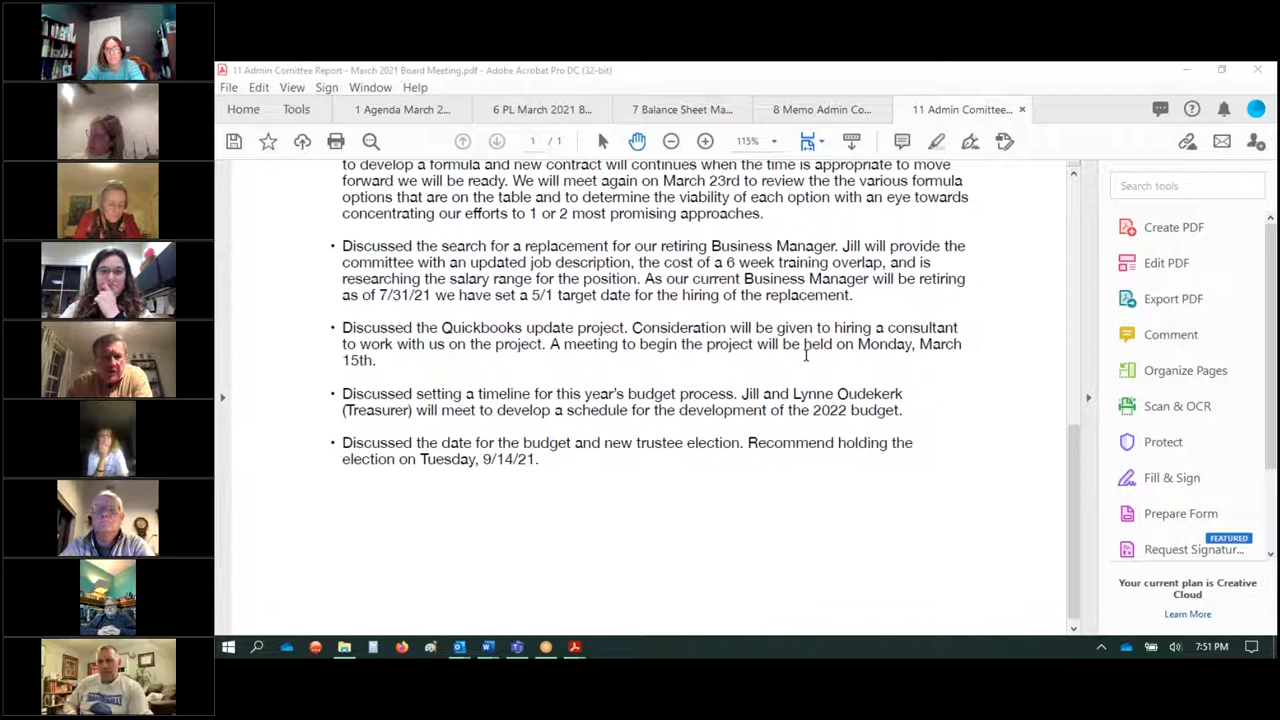 11 Admin Comittee Report - March 2021 Board Meeting.pdf - Adobe Acrobat Pro DC (32-bit)
File Edit View Sign Window Help
Home Tools 1 Agenda March 2... 6 PL March 2021 B... 7 Balance Sheet Ma... 8 Memo Admin Co... 11 Admin Comittee... ×
1 / 1 115%
to develop a formula and new contract will continues when the time is appropriate to move
forward we will be ready. We will meet again on March 23rd to review the the various formula
options that are on the table and to determine the viability of each option with an eye towards
concentrating our efforts to 1 or 2 most promising approaches.
• Discussed the search for a replacement for our retiring Business Manager. Jill will provide the
committee with an updated job description, the cost of a 6 week training overlap, and is
researching the salary range for the position. As our current Business Manager will be retiring
as of 7/31/21 we have set a 5/1 target date for the hiring of the replacement.
• Discussed the Quickbooks update project. Consideration will be given to hiring a consultant
to work with us on the project. A meeting to begin the project will be held on Monday, March
15th.
• Discussed setting a timeline for this year's budget process. Jill and Lynne Oudekerk
(Treasurer) will meet to develop a schedule for the development of the 2022 budget.
• Discussed the date for the budget and new trustee election. Recommend holding the
election on Tuesday, 9/14/21.
Search tools
Create PDF
Edit PDF
Export PDF
Comment
Organize Pages
Scan & OCR
Protect
Fill & Sign
Prepare Form
FEATURED
Request Signatur...
Your current plan is Creative
Cloud
Learn More
7:51 PM